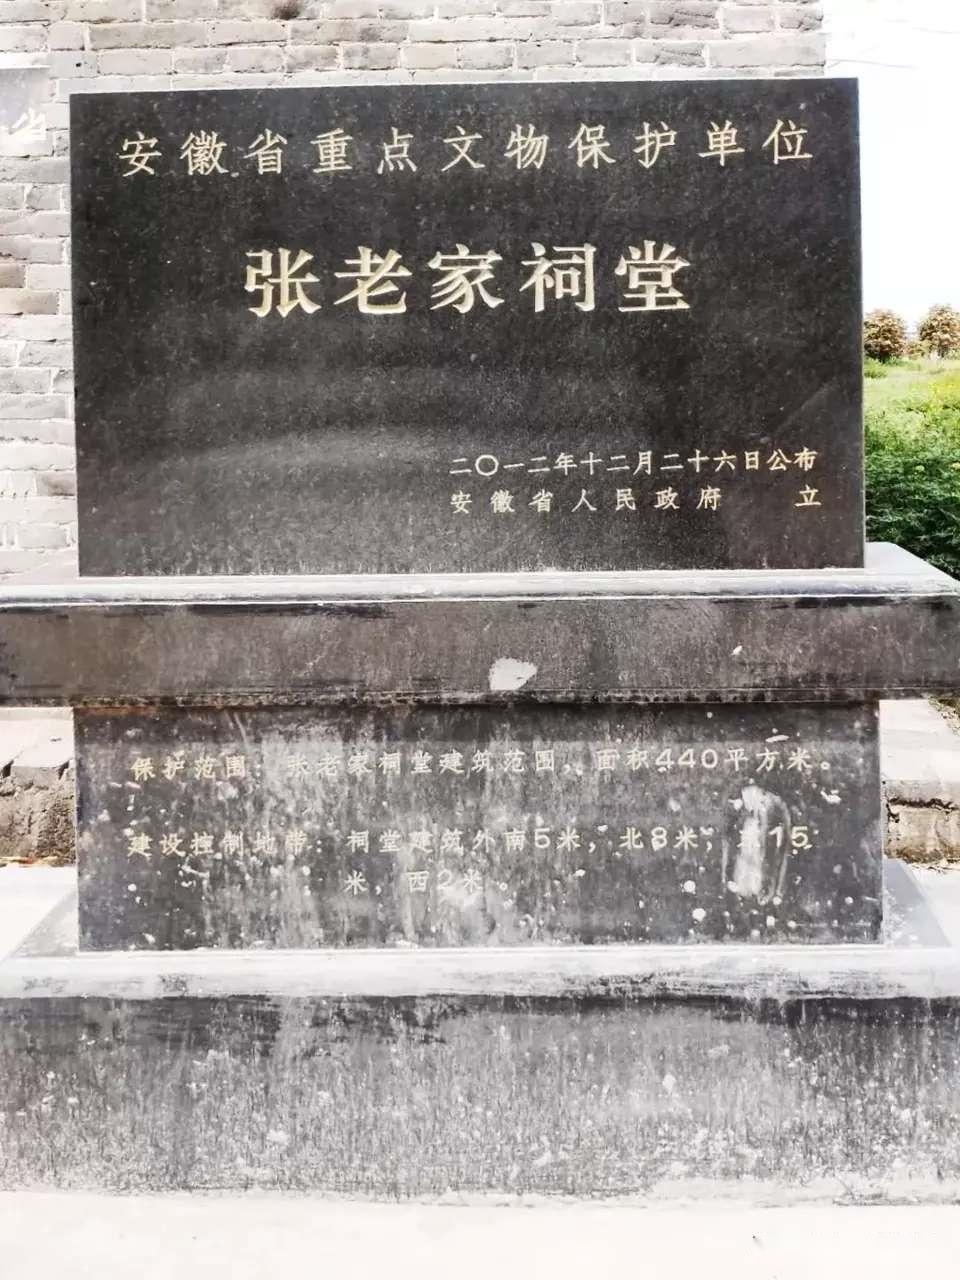 省
安徽省重点文物保护单位
张老家祠堂
二〇一二年十二月二十六日公布
安徽省人民政府 立
保护范围：张老家祠堂建筑范围，面积440平方米。
建设控制地带：祠堂建筑外南5米，北8米，东15
米，西2米。